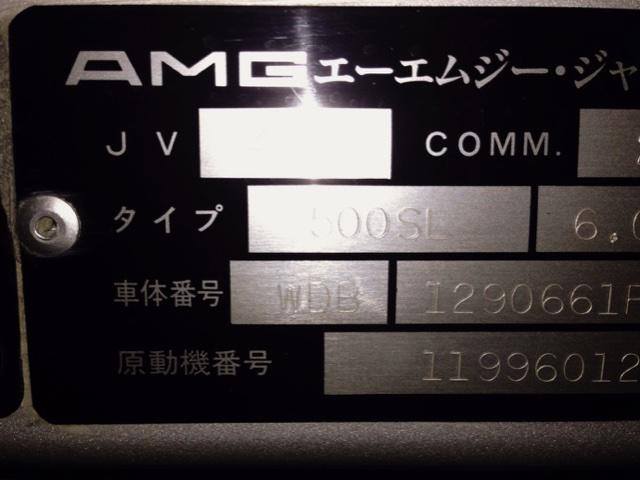 AMG エーエムジー・ジャ
JV COMM.
タイプ 500SL 6.0
車体番号 WDB 1290661F
原動機番号 11996012